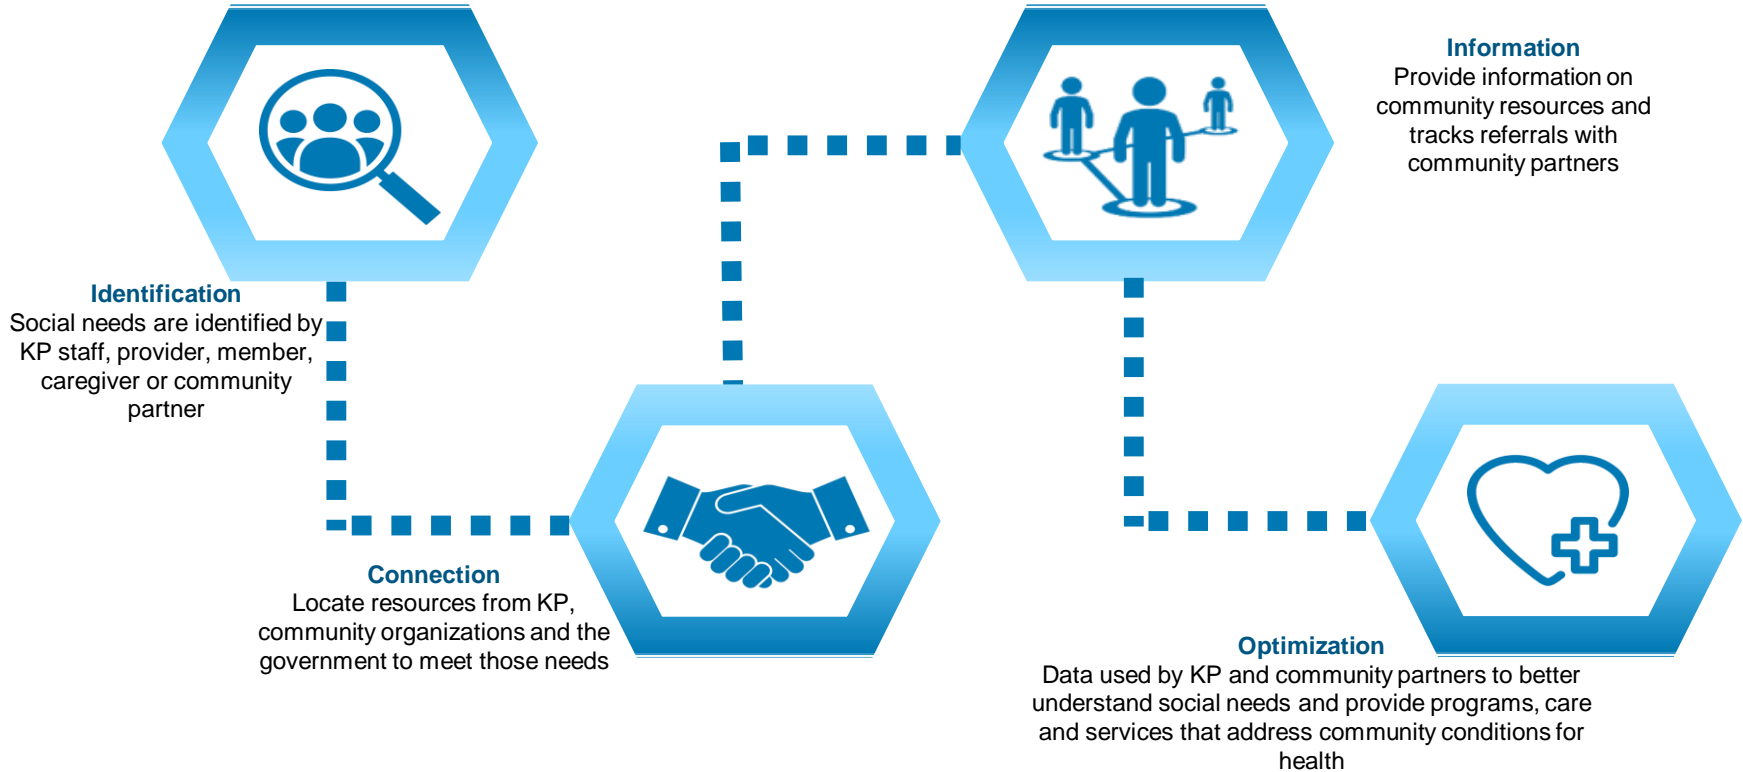 Identification
Social needs are identified by
KP staff, provider, member,
caregiver or community
partner
Connection
Locate resources from KP,
community organizations and the
government to meet those needs
Information
Provide information on
community resources and
tracks referrals with
community partners
Optimization
Data used by KP and community partners to better
understand social needs and provide programs, care
and services that address community conditions for
health